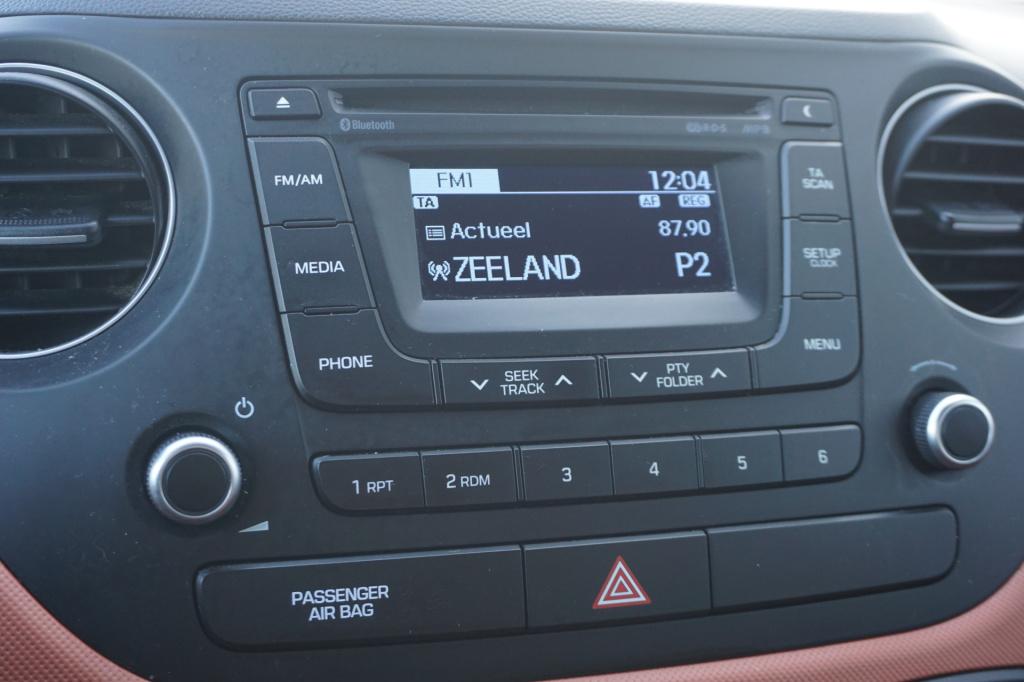 Bluetooth
R·D·S
MP3
FM/AM
MEDIA
PHONE
FM1 12:04
TA AF REG
Actueel 87.90
ZEELAND P2
TA
SCAN
SETUP
CLOCK
MENU
SEEK
TRACK
PTY
FOLDER
1 RPT 2 RDM 3 4 5 6
PASSENGER
AIR BAG